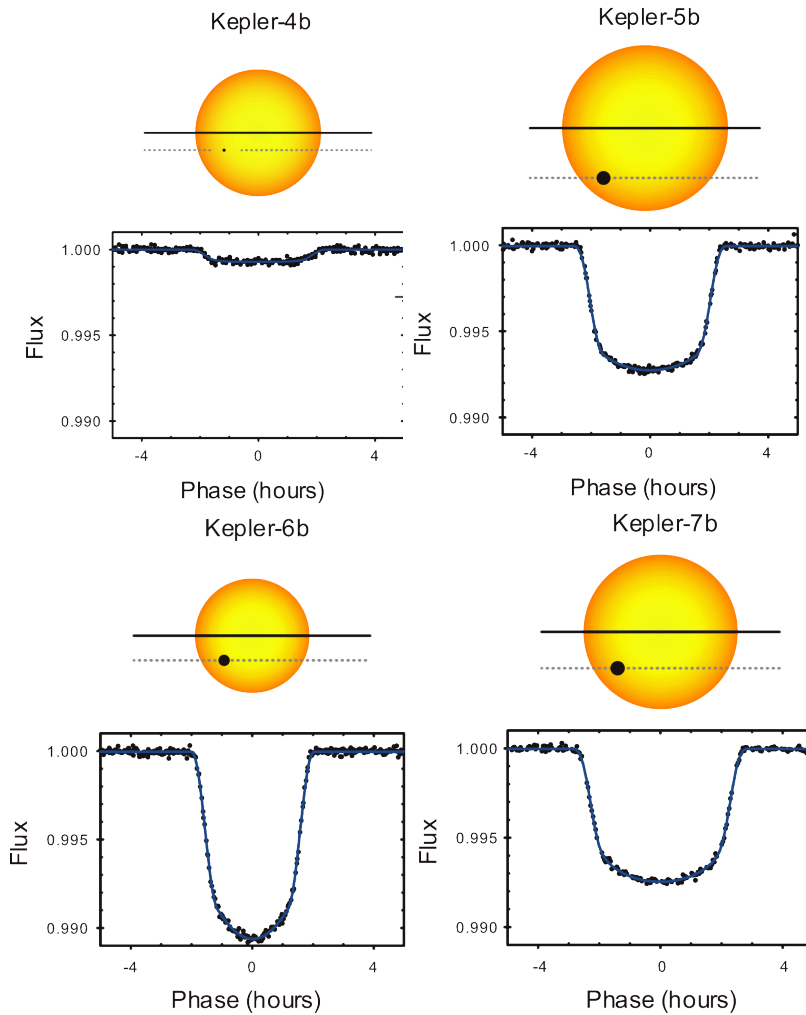 Kepler-4b
1.000
0.995
0.990
Flux
-4 0 4
Phase (hours)
Kepler-5b
1.000
0.995
0.990
Flux
-4 0 4
Phase (hours)
Kepler-6b
1.000
0.995
0.990
Flux
-4 0 4
Phase (hours)
Kepler-7b
1.000
0.995
0.990
Flux
-4 0 4
Phase (hours)